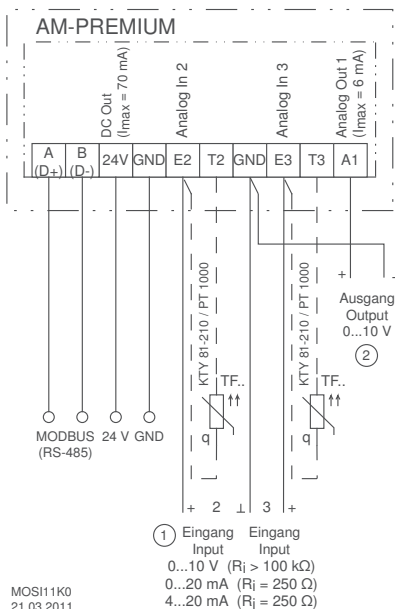 AM-PREMIUM
DC Out
(Imax = 70 mA)
Analog In 2
Analog In 3
Analog Out 1
(Imax = 6 mA)
A
(D+)
B
(D-)
24V
GND
E2
T2
GND
E3
T3
A1
KTY 81-210 / PT 1000
KTY 81-210 / PT 1000
+ -
Ausgang
Output
0...10 V
2
TF..
TF..
q
q
MODBUS
(RS-485)
24 V
GND
+ 2 ⊥ 3 +
1 Eingang Eingang
Input Input
0...10 V (Ri > 100 kΩ)
0...20 mA (Ri = 250 Ω)
4...20 mA (Ri = 250 Ω)
MOSI11K0
21.03.2011